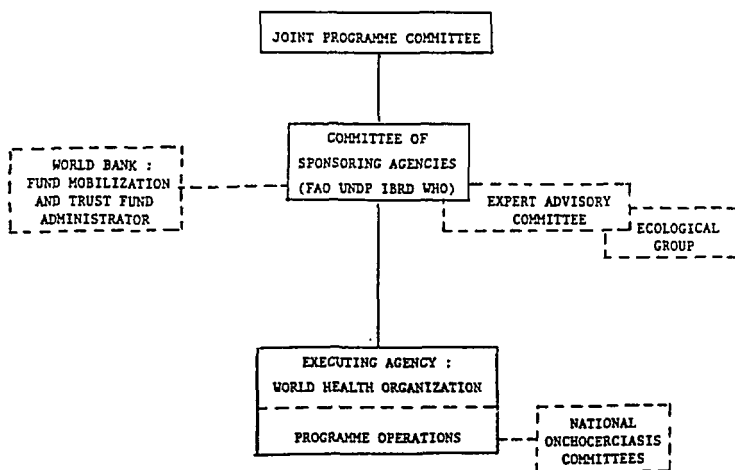 JOINT PROGRAMME COMMITTEE
COMMITTEE OF
SPONSORING AGENCIES
(FAO UNDP IBRD WHO)
WORLD BANK :
FUND MOBILIZATION
AND TRUST FUND
ADMINISTRATOR
EXPERT ADVISORY
COMMITTEE
ECOLOGICAL
GROUP
EXECUTING AGENCY :
WORLD HEALTH ORGANIZATION
PROGRAMME OPERATIONS
NATIONAL
ONCHOCERCIASIS
COMMITTEES